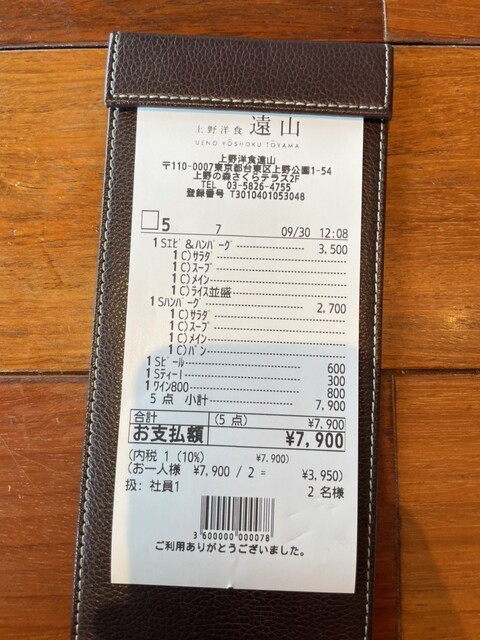 上野洋食 遠山
UENO YŌSHOKU TŌYAMA
上野洋食遠山
〒110-0007東京都台東区上野公園1-54
上野の森さくらテラス2F
TEL 03-5826-4755
登録番号 T3010401053048
5 7 09/30 12:08
1 Sエビ&ハンバーグ 3,500
1 C)サラダ
1 C)スープ
1 C)メイン
1 C)ライス並盛
1 Sハンバーグ 2,700
1 C)サラダ
1 C)スープ
1 C)メイン
1 C)パン
1 Sビール 600
1 Sティー 300
1 ワイン800 800
5 点 小計 7,900
合計 (5 点) ¥7,900
お支払額 ¥7,900
(内税 1 (10%) ¥7,900)
(お一人様 ¥7,900 / 2 = ¥3,950)
扱: 社員1 2 名様
3 600000 000078
ご利用ありがとうございました。